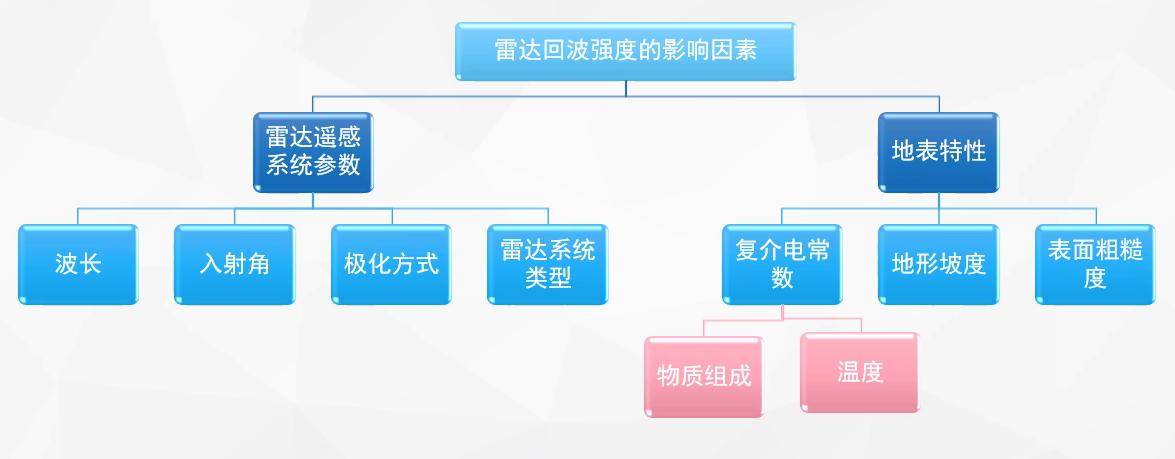 雷达回波强度的影响因素
雷达遥感
系统参数
地表特性
波长
入射角
极化方式
雷达系统
类型
复介电常
数
地形坡度
表面粗糙
度
物质组成
温度